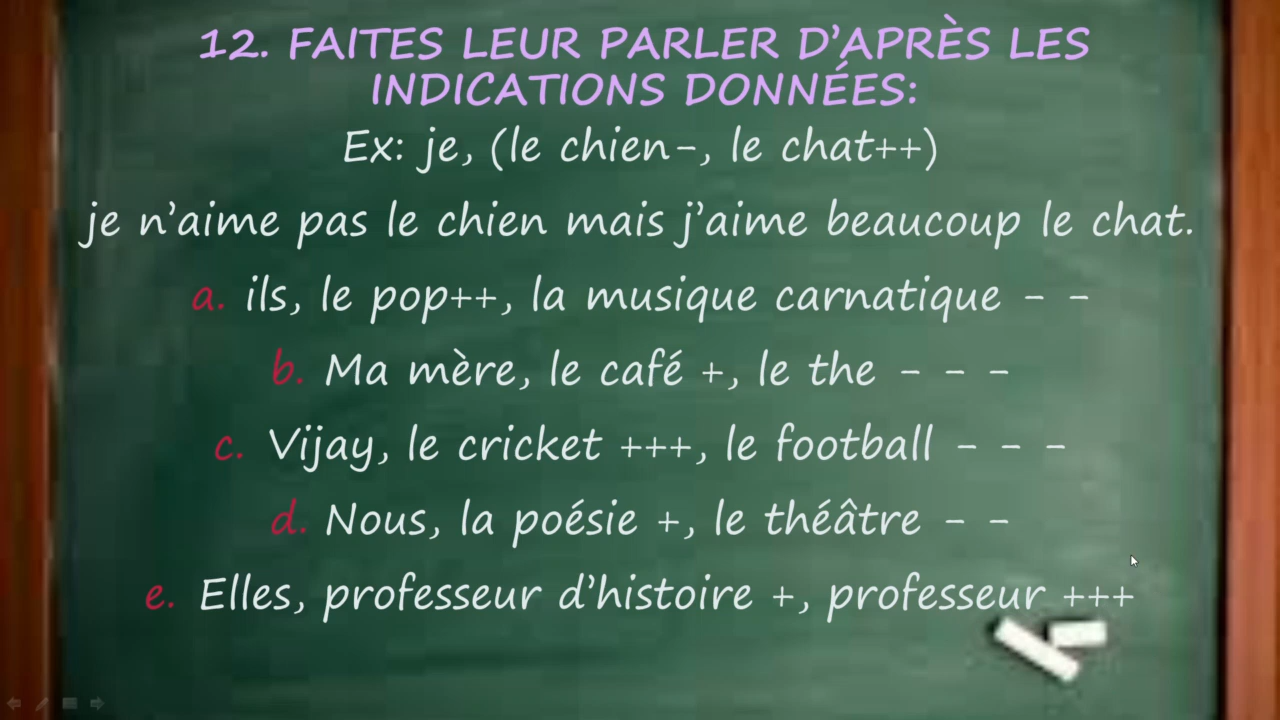 12. FAITES LEUR PARLER D'APRÈS LES
INDICATIONS DONNÉES:
Ex: je, (le chien-, le chat++)
je n'aime pas le chien mais j'aime beaucoup le chat.
a. ils, le pop++, la musique carnatique - -
b. Ma mère, le café +, le the - - -
c. Vijay, le cricket +++, le football - - -
d. Nous, la poésie +, le théâtre - -
e. Elles, professeur d'histoire +, professeur +++